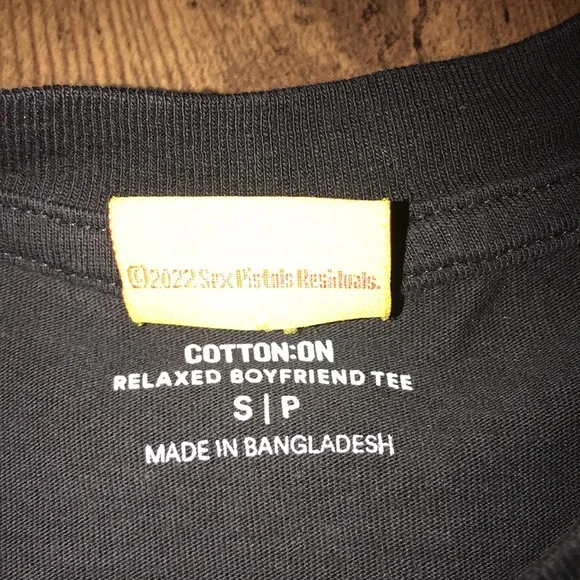 ©2022 Sex Pistols Residuals.
COTTON:ON
RELAXED BOYFRIEND TEE
S|P
MADE IN BANGLADESH